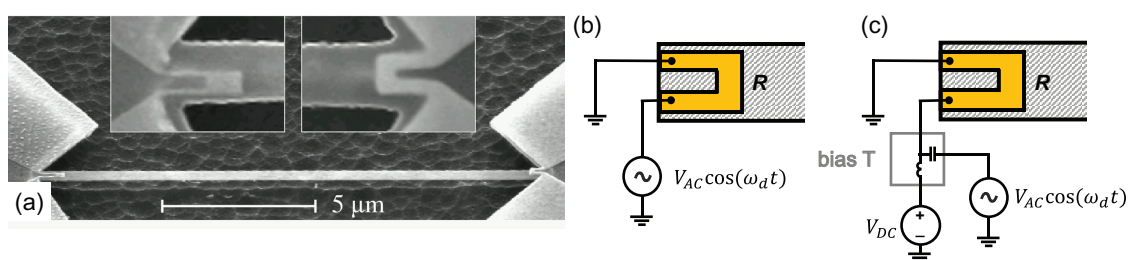 (a)
5 μm
(b)
R
V_AC cos(ω_d t)
(c)
R
bias T
V_DC
+
−
V_AC cos(ω_d t)